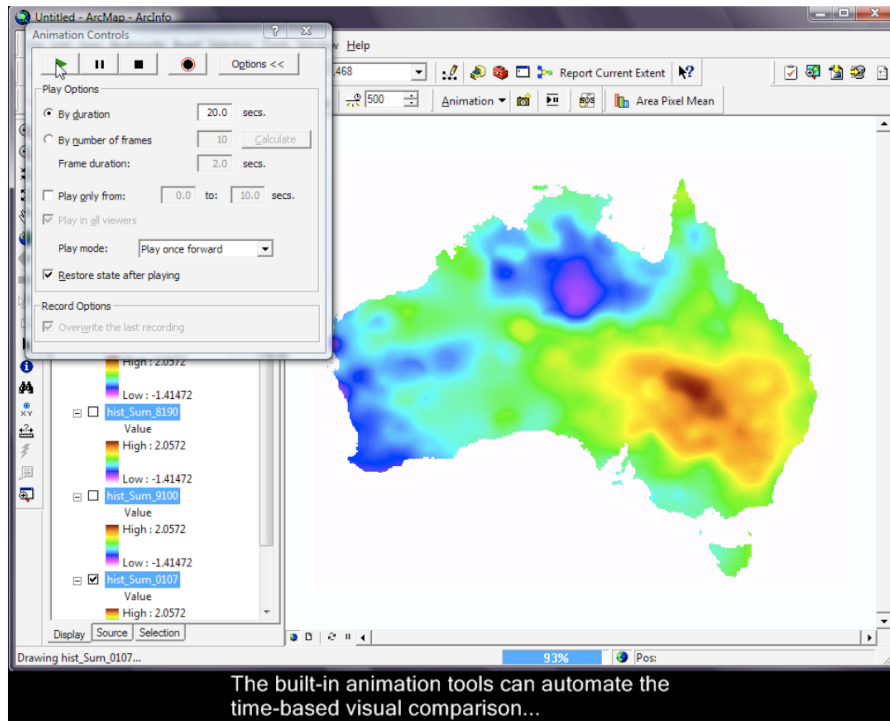 Untitled - ArcMap - ArcInfo
Animation Controls
Help
Options <<
,468
Report Current Extent
500
Animation
Area Pixel Mean
Play Options
By duration
20.0 secs.
By number of frames
10
Calculate
Frame duration:
2.0 secs.
Play only from:
0.0 to: 10.0 secs.
Play in all viewers
Play mode:
Play once forward
Restore state after playing
Record Options
Overwrite the last recording
High : 2.0572
Low : -1.41472
hist_Sum_8190
Value
High : 2.0572
Low : -1.41472
hist_Sum_9100
Value
High : 2.0572
Low : -1.41472
hist_Sum_0107
Value
High : 2.0572
Display Source Selection
Drawing hist_Sum_0107...
93%
Pos:
The built-in animation tools can automate the
time-based visual comparison...